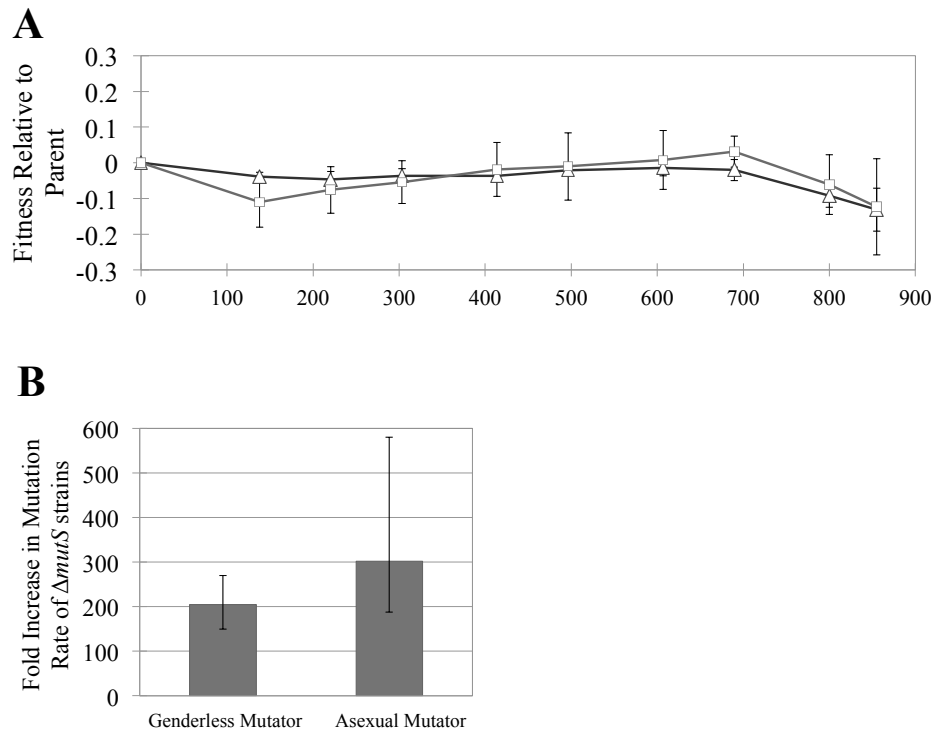 A
Fitness Relative to
Parent
0.3
0.2
0.1
0
-0.1
-0.2
-0.3
0 100 200 300 400 500 600 700 800 900
B
Fold Increase in Mutation
Rate of ΔmutS strains
600
500
400
300
200
100
0
Genderless Mutator Asexual Mutator